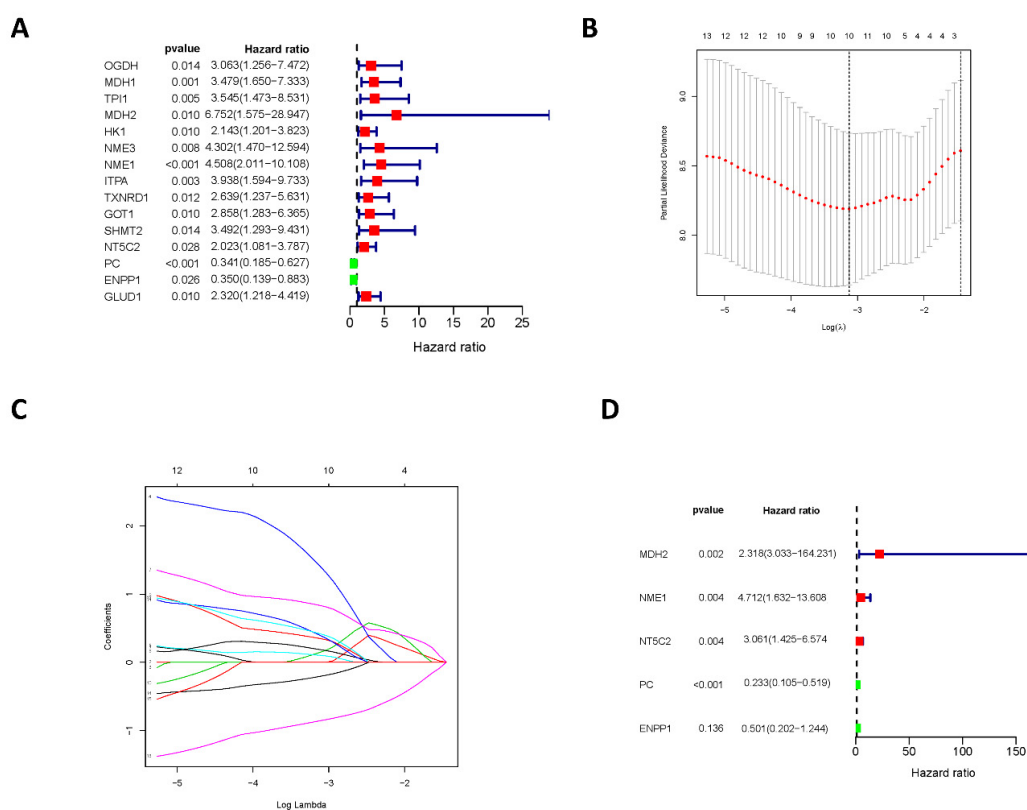 A
pvalue Hazard ratio
OGDH 0.014 3.063(1.256−7.472)
MDH1 0.001 3.479(1.650−7.333)
TPI1 0.005 3.545(1.473−8.531)
MDH2 0.010 6.752(1.575−28.947)
HK1 0.010 2.143(1.201−3.823)
NME3 0.008 4.302(1.470−12.594)
NME1 <0.001 4.508(2.011−10.108)
ITPA 0.003 3.938(1.594−9.733)
TXNRD1 0.012 2.639(1.237−5.631)
GOT1 0.010 2.858(1.283−6.365)
SHMT2 0.014 3.492(1.293−9.431)
NT5C2 0.028 2.023(1.081−3.787)
PC <0.001 0.341(0.185−0.627)
ENPP1 0.026 0.350(0.139−0.883)
GLUD1 0.010 2.320(1.218−4.419)
0 5 10 15 20 25
Hazard ratio
B
13 12 12 12 12 10 9 9 10 10 10 11 11 10 5 4 4 4 3
Partial Likelihood Deviance
9.0
8.5
8.0
−5 −4 −3 −2
Log(λ)
C
12 10 10 4
Coefficients
2
1
0
−1
−5 −4 −3 −2
Log Lambda
D
pvalue Hazard ratio
MDH2 0.002 2.318(3.033−164.231)
NME1 0.004 4.712(1.632−13.608
NT5C2 0.004 3.061(1.425−6.574
PC <0.001 0.233(0.105−0.519)
ENPP1 0.136 0.501(0.202−1.244)
0 50 100 150
Hazard ratio